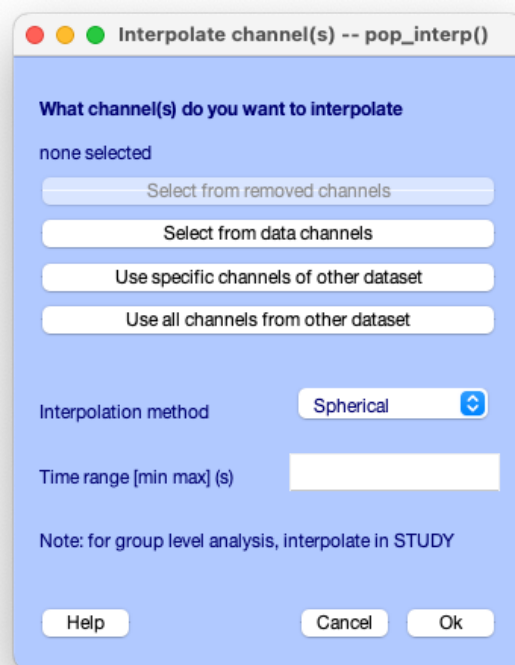 Interpolate channel(s) -- pop_interp()
What channel(s) do you want to interpolate
none selected
Select from removed channels
Select from data channels
Use specific channels of other dataset
Use all channels from other dataset
Interpolation method Spherical
Time range [min max] (s)
Note: for group level analysis, interpolate in STUDY
Help Cancel Ok